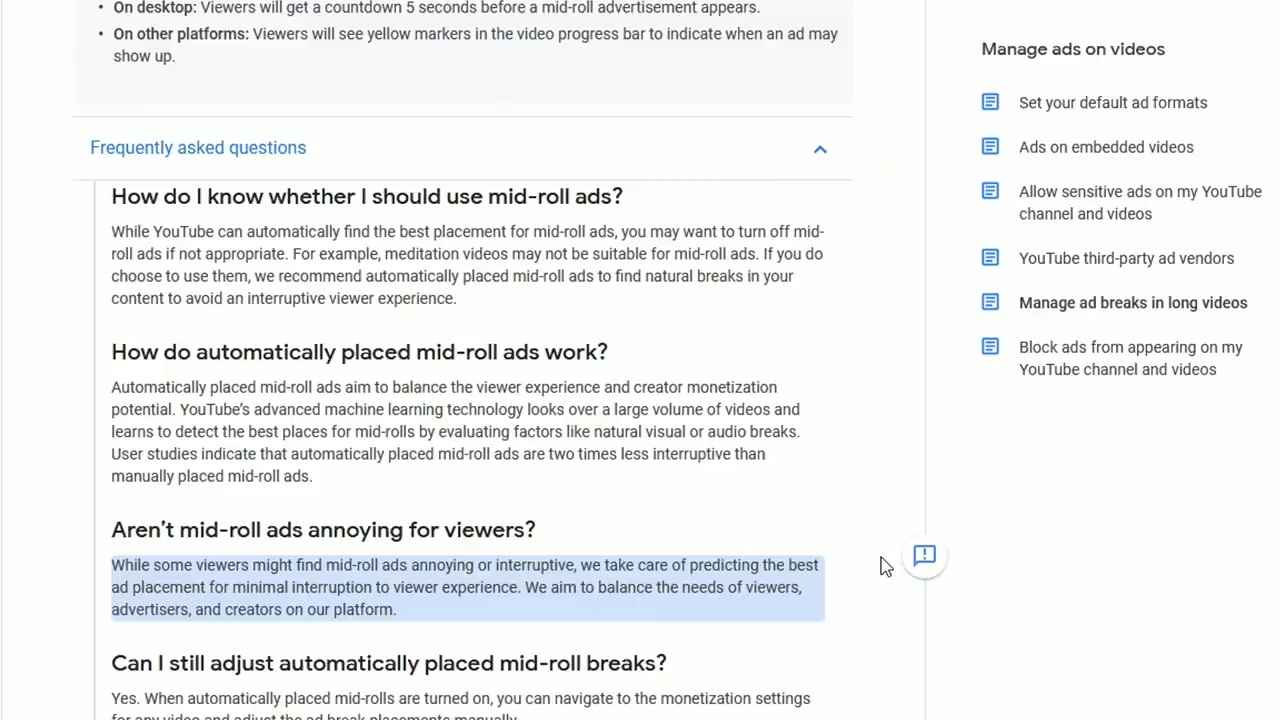 • On desktop: Viewers will get a countdown 5 seconds before a mid-roll advertisement appears.
• On other platforms: Viewers will see yellow markers in the video progress bar to indicate when an ad may
show up.
Frequently asked questions
How do I know whether I should use mid-roll ads?
While YouTube can automatically find the best placement for mid-roll ads, you may want to turn off mid-
roll ads if not appropriate. For example, meditation videos may not be suitable for mid-roll ads. If you do
choose to use them, we recommend automatically placed mid-roll ads to find natural breaks in your
content to avoid an interruptive viewer experience.
How do automatically placed mid-roll ads work?
Automatically placed mid-roll ads aim to balance the viewer experience and creator monetization
potential. YouTube's advanced machine learning technology looks over a large volume of videos and
learns to detect the best places for mid-rolls by evaluating factors like natural visual or audio breaks.
User studies indicate that automatically placed mid-roll ads are two times less interruptive than
manually placed mid-roll ads.
Aren't mid-roll ads annoying for viewers?
While some viewers might find mid-roll ads annoying or interruptive, we take care of predicting the best
ad placement for minimal interruption to viewer experience. We aim to balance the needs of viewers,
advertisers, and creators on our platform.
Can I still adjust automatically placed mid-roll breaks?
Yes. When automatically placed mid-rolls are turned on, you can navigate to the monetization settings
for any video and adjust the ad break placements manually.
Manage ads on videos
Set your default ad formats
Ads on embedded videos
Allow sensitive ads on my YouTube
channel and videos
YouTube third-party ad vendors
Manage ad breaks in long videos
Block ads from appearing on my
YouTube channel and videos